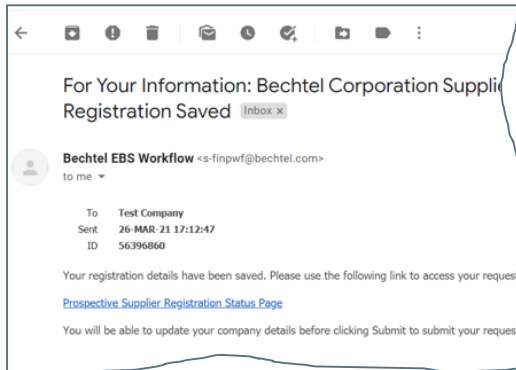 For Your Information: Bechtel Corporation Supplie
Registration Saved Inbox x
Bechtel EBS Workflow <s-finpwf@bechtel.com>
to me
To Test Company
Sent 26-MAR-21 17:12:47
ID 56396860
Your registration details have been saved. Please use the following link to access your request
Prospective Supplier Registration Status Page
You will be able to update your company details before clicking Submit to submit your reques